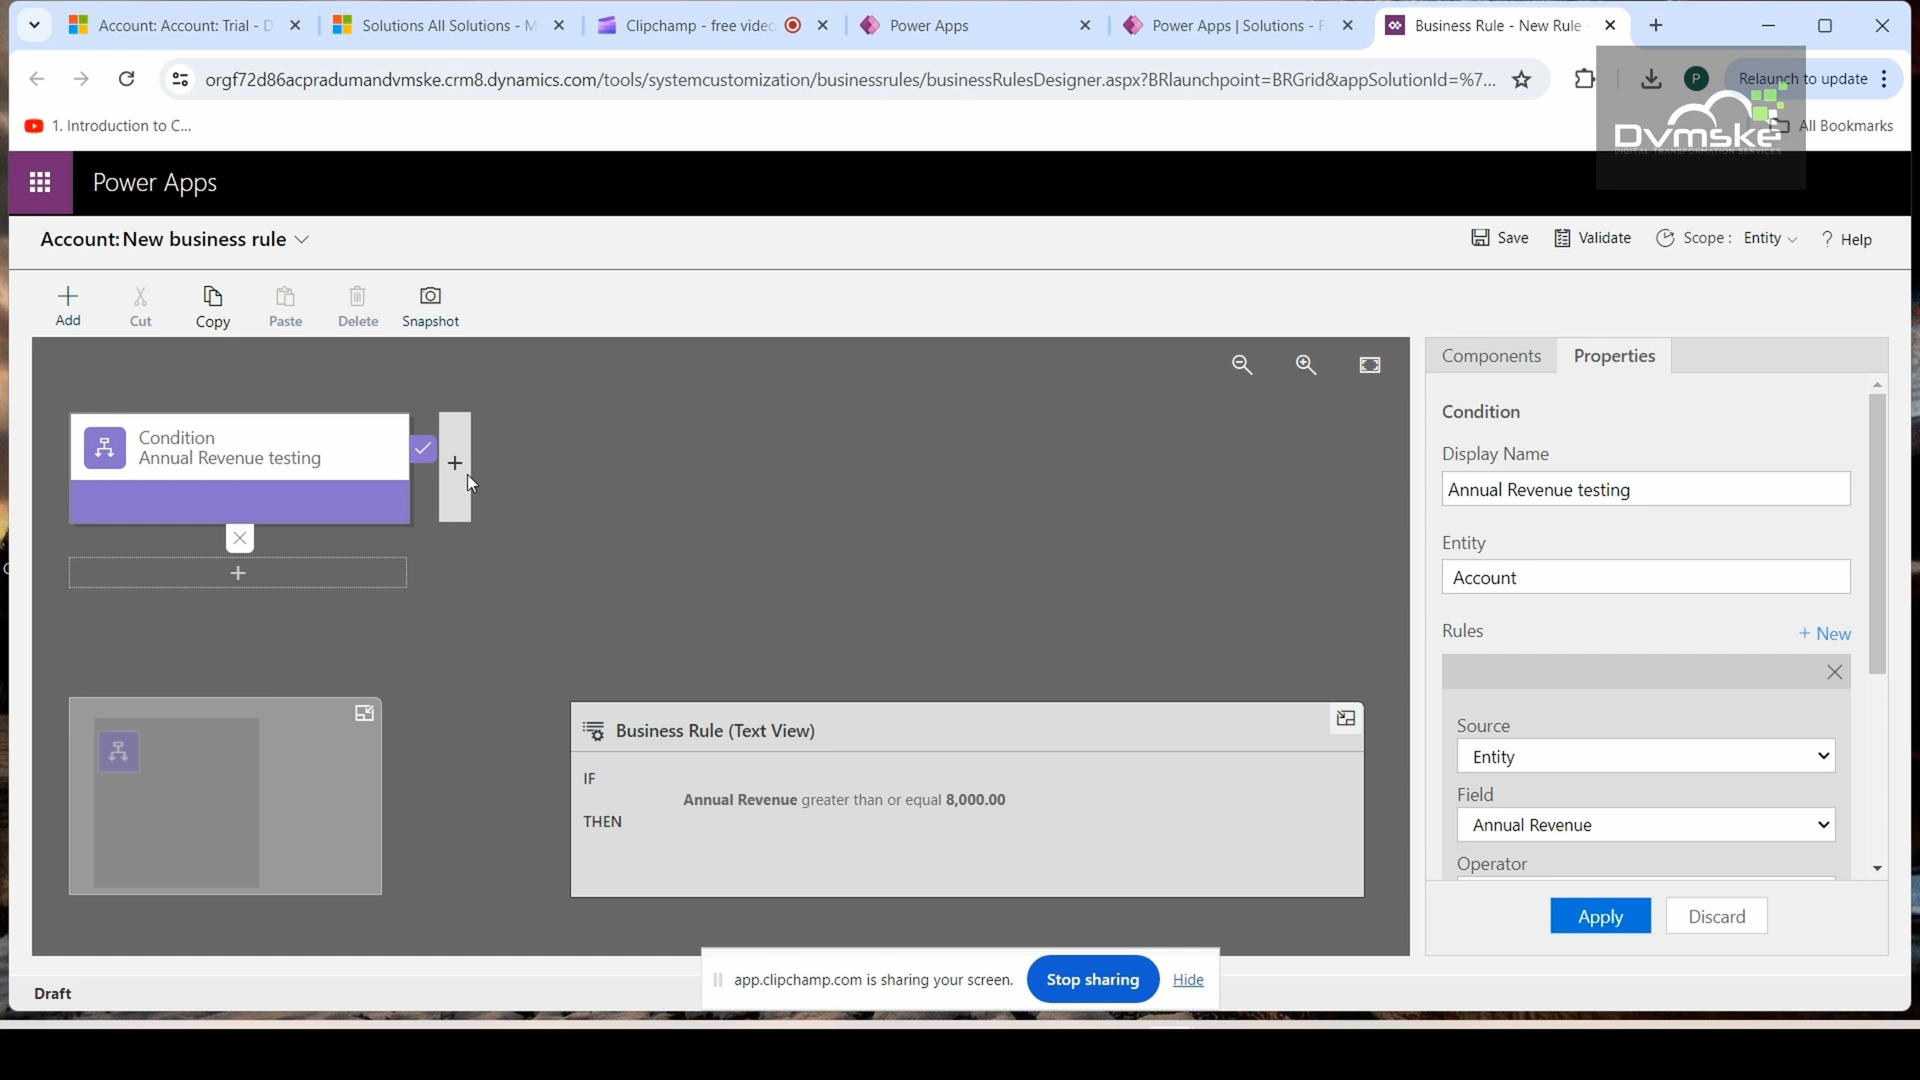 Account: Account: Trial - D
Solutions All Solutions - M
Clipchamp - free video
Power Apps
Power Apps | Solutions - F
Business Rule - New Rule
orgf72d86acpradumandvmske.crm8.dynamics.com/tools/systemcustomization/businessrules/businessRulesDesigner.aspx?BRlaunchpoint=BRGrid&appSolutionId=%7...
P
Relaunch to update
1. Introduction to C...
All Bookmarks
Dvmske
DIGITAL TRANSFORMATION SERVICES
Power Apps
Account: New business rule
Save
Validate
Scope :
Entity
? Help
Add
Cut
Copy
Paste
Delete
Snapshot
Components
Properties
Condition
Annual Revenue testing
Condition
Display Name
Annual Revenue testing
Entity
Account
Rules
+ New
Source
Entity
Field
Annual Revenue
Operator
Business Rule (Text View)
IF
Annual Revenue greater than or equal 8,000.00
THEN
Apply
Discard
app.clipchamp.com is sharing your screen.
Stop sharing
Hide
Draft